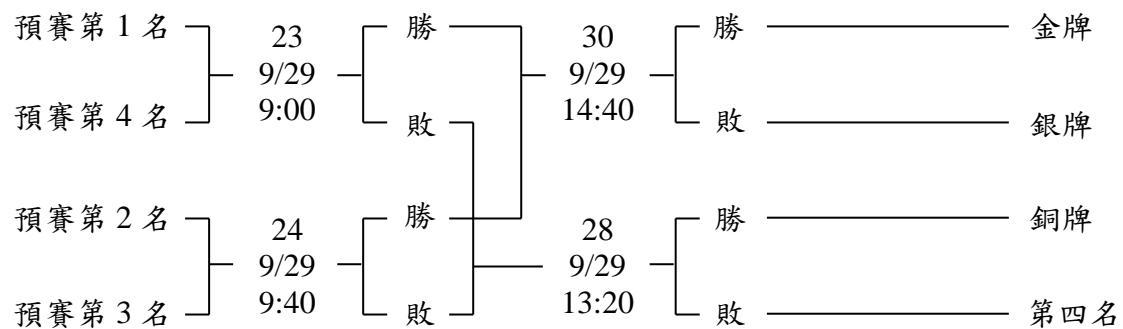 預賽第 1 名
23
9/29
9:00
預賽第 4 名
勝
敗
30
9/29
14:40
勝
金牌
敗
銀牌
預賽第 2 名
24
9/29
9:40
預賽第 3 名
勝
敗
28
9/29
13:20
勝
銅牌
敗
第四名